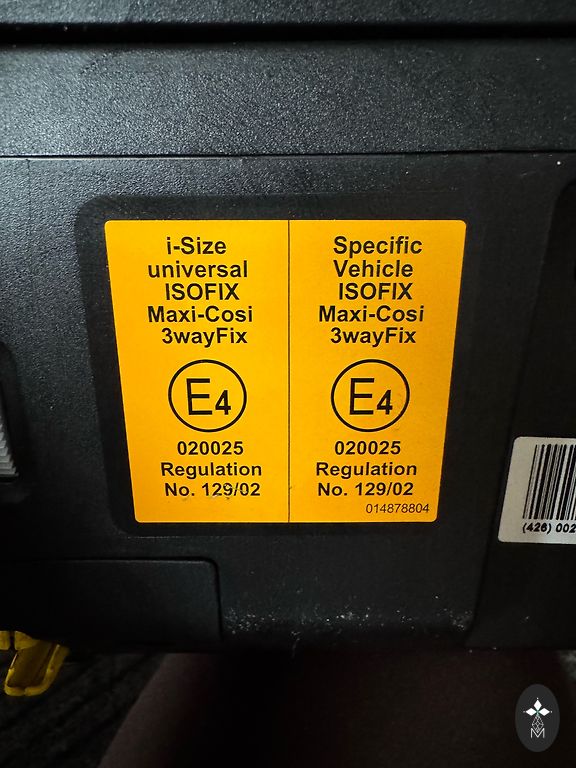 i-Size
universal
ISOFIX
Maxi-Cosi
3wayFix
E4
020025
Regulation
No. 129/02
Specific
Vehicle
ISOFIX
Maxi-Cosi
3wayFix
E4
020025
Regulation
No. 129/02
014878804
(426) 002
M